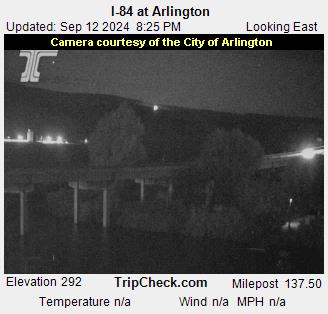 I-84 at Arlington
Updated: Sep 12 2024 8:25 PM Looking East
Camera courtesy of the City of Arlington
Elevation 292 TripCheck.com Milepost 137.50
Temperature n/a Wind n/a MPH n/a